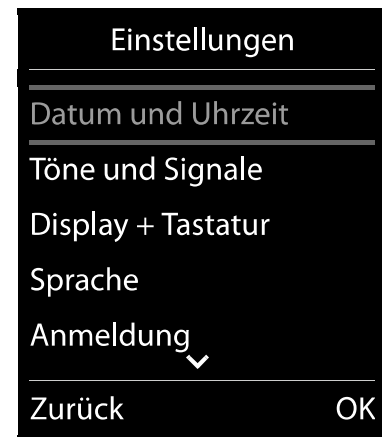 Einstellungen
Datum und Uhrzeit
Töne und Signale
Display + Tastatur
Sprache
Anmeldung
Zurück OK